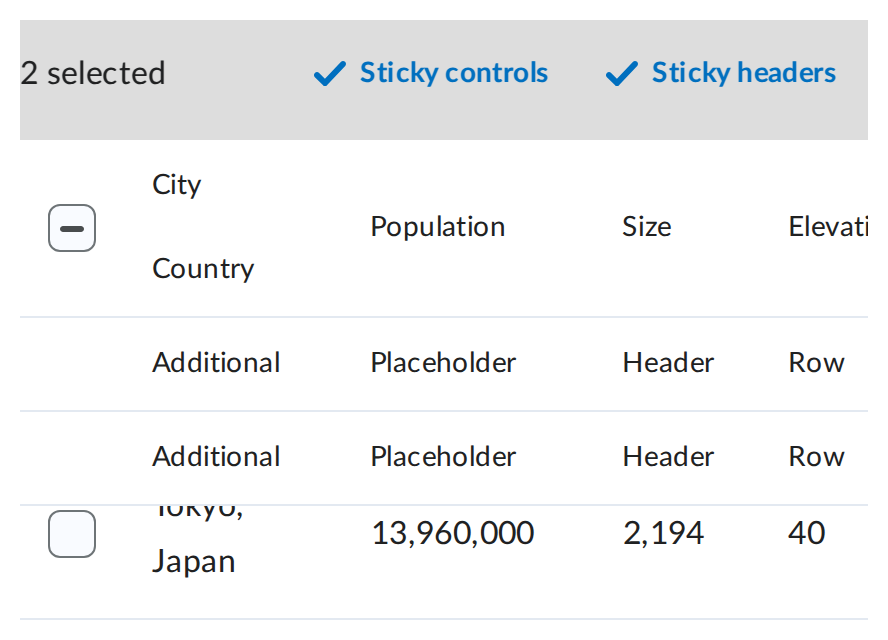 2 selected Sticky controls Sticky headers
City
Country
Population Size Elevati
Additional Placeholder Header Row
Additional Placeholder Header Row
Tokyo,
Japan
13,960,000 2,194 40